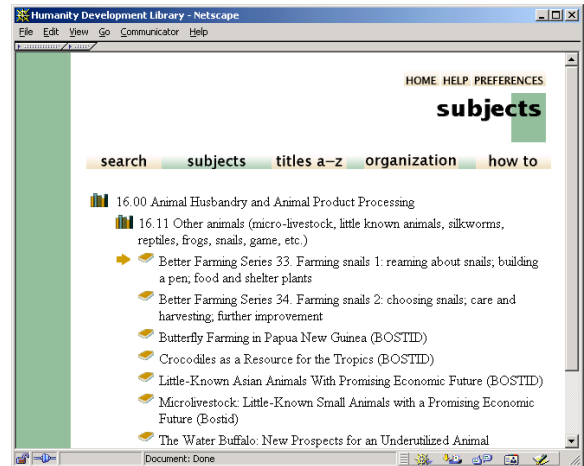 Humanity Development Library - Netscape
File Edit View Go Communicator Help
HOME HELP PREFERENCES
subjects
search subjects titles a–z organization how to
16.00 Animal Husbandry and Animal Product Processing
16.11 Other animals (micro-livestock, little known animals, silkworms,
reptiles, frogs, snails, game, etc.)
Better Farming Series 33. Farming snails 1: reaming about snails; building
a pen; food and shelter plants
Better Farming Series 34. Farming snails 2: choosing snails; care and
harvesting; further improvement
Butterfly Farming in Papua New Guinea (BOSTID)
Crocodiles as a Resource for the Tropics (BOSTID)
Little-Known Asian Animals With Promising Economic Future (BOSTID)
Microlivestock: Little-Known Small Animals with a Promising Economic
Future (Bostid)
The Water Buffalo: New Prospects for an Underutilized Animal
Document: Done